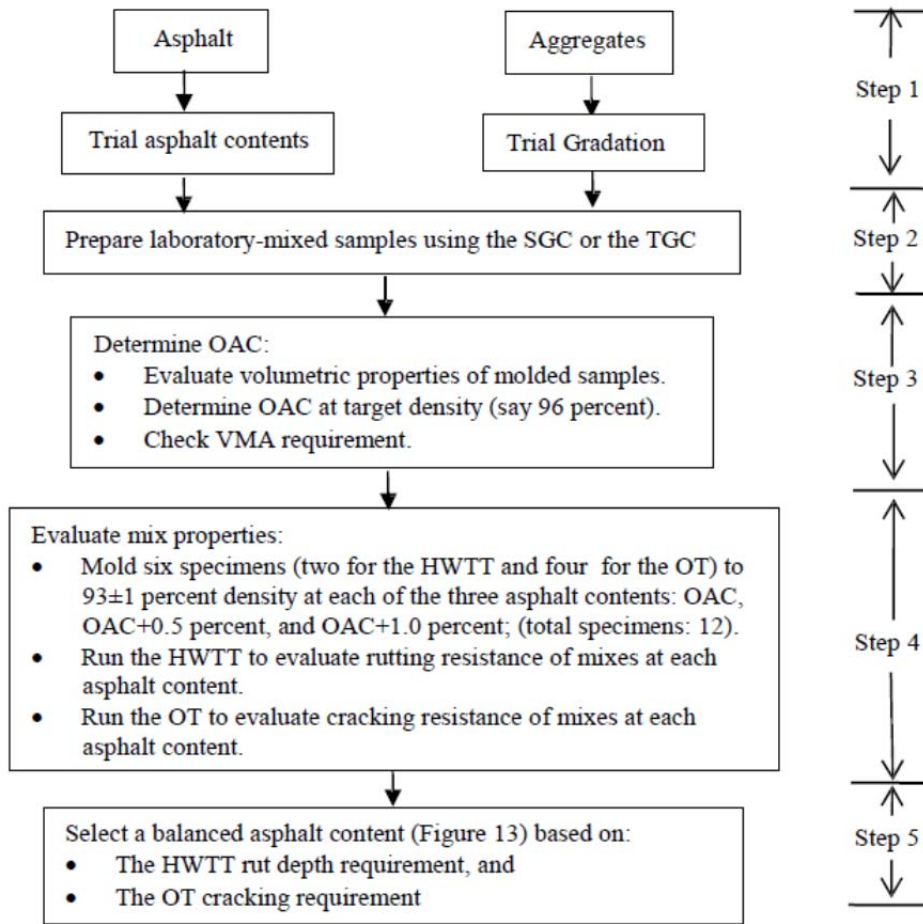 Asphalt
Aggregates
Step 1
Trial asphalt contents
Trial Gradation
Prepare laboratory-mixed samples using the SGC or the TGC
Step 2
Determine OAC:
• Evaluate volumetric properties of molded samples.
• Determine OAC at target density (say 96 percent).
• Check VMA requirement.
Step 3
Evaluate mix properties:
• Mold six specimens (two for the HWTT and four for the OT) to
93±1 percent density at each of the three asphalt contents: OAC,
OAC+0.5 percent, and OAC+1.0 percent; (total specimens: 12).
• Run the HWTT to evaluate rutting resistance of mixes at each
asphalt content.
• Run the OT to evaluate cracking resistance of mixes at each
asphalt content.
Step 4
Select a balanced asphalt content (Figure 13) based on:
• The HWTT rut depth requirement, and
• The OT cracking requirement
Step 5